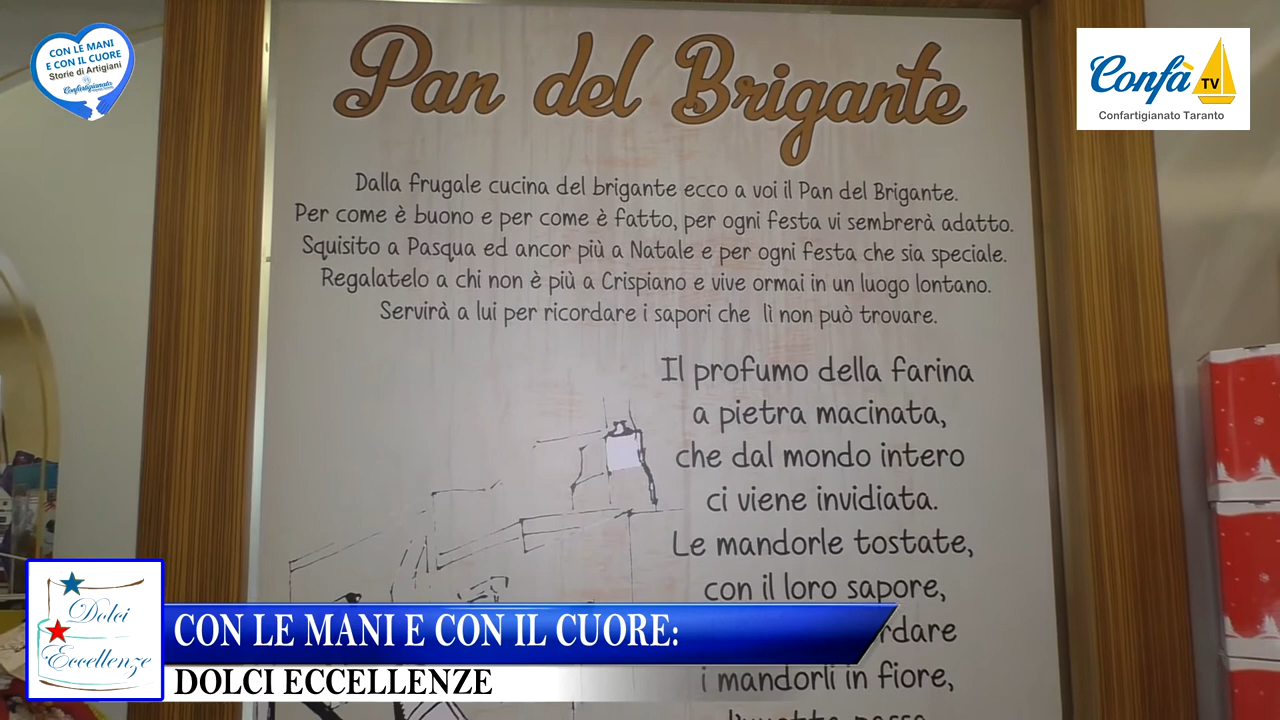 CON LE MANI
E CON IL CUORE
Storie di Artigiani
Confartigianato
Confà TV
Confartigianato Taranto
Pan del Brigante
Dalla frugale cucina del brigante ecco a voi il Pan del Brigante.
Per come è buono e per come è fatto, per ogni festa vi sembrerà adatto.
Squisito a Pasqua ed ancor più a Natale e per ogni festa che sia speciale.
Regalatelo a chi non è più a Crispiano e vive ormai in un luogo lontano.
Servirà a lui per ricordare i sapori che lì non può trovare.
Il profumo della farina
a pietra macinata,
che dal mondo intero
ci viene invidiata.
Le mandorle tostate,
con il loro sapore,
rdare
i mandorli in fiore,
Dolci
Eccellenze
CON LE MANI E CON IL CUORE:
DOLCI ECCELLENZE